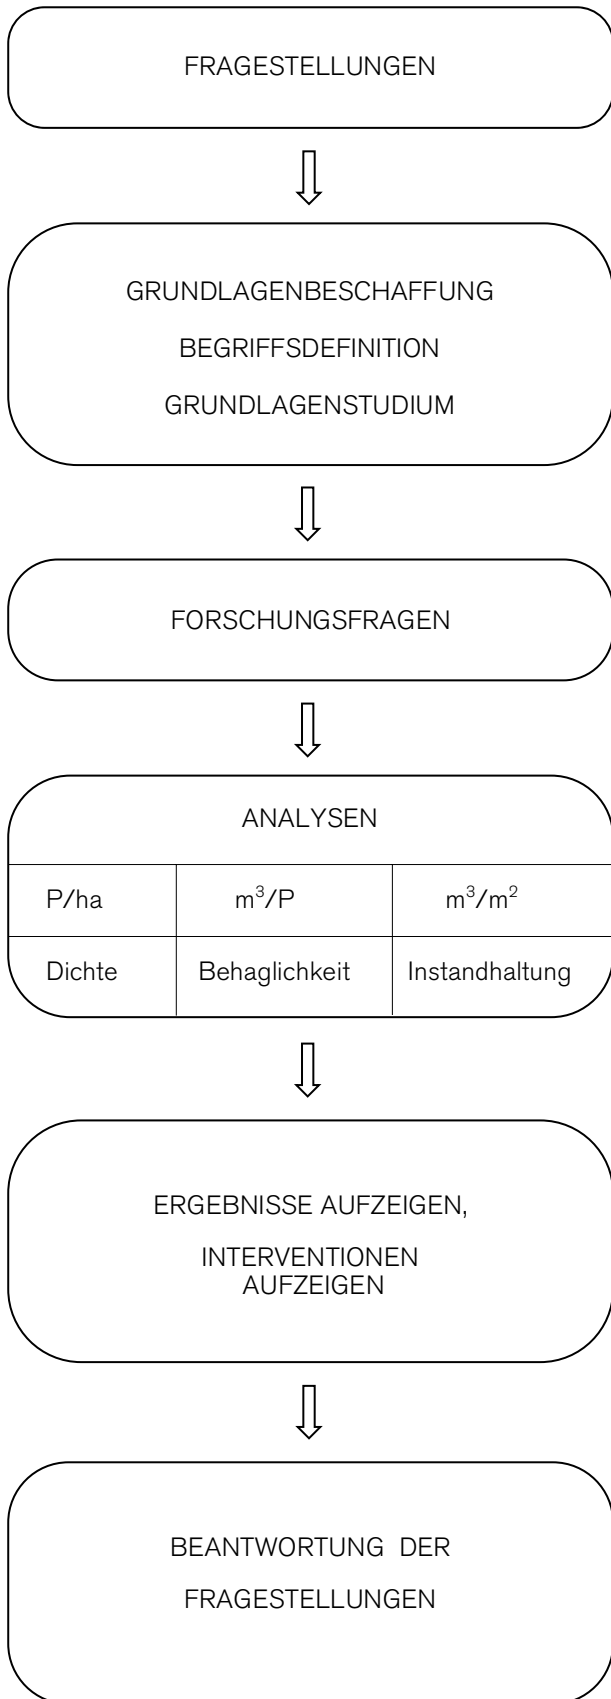 FRAGESTELLUNGEN
GRUNDLAGENBESCHAFFUNG
BEGRIFFSDEFINITION
GRUNDLAGENSTUDIUM
FORSCHUNGSFRAGEN
ANALYSEN
P/ha m³/P m³/m²
Dichte Behaglichkeit Instandhaltung
ERGEBNISSE AUFZEIGEN,
INTERVENTIONEN
AUFZEIGEN
BEANTWORTUNG DER
FRAGESTELLUNGEN